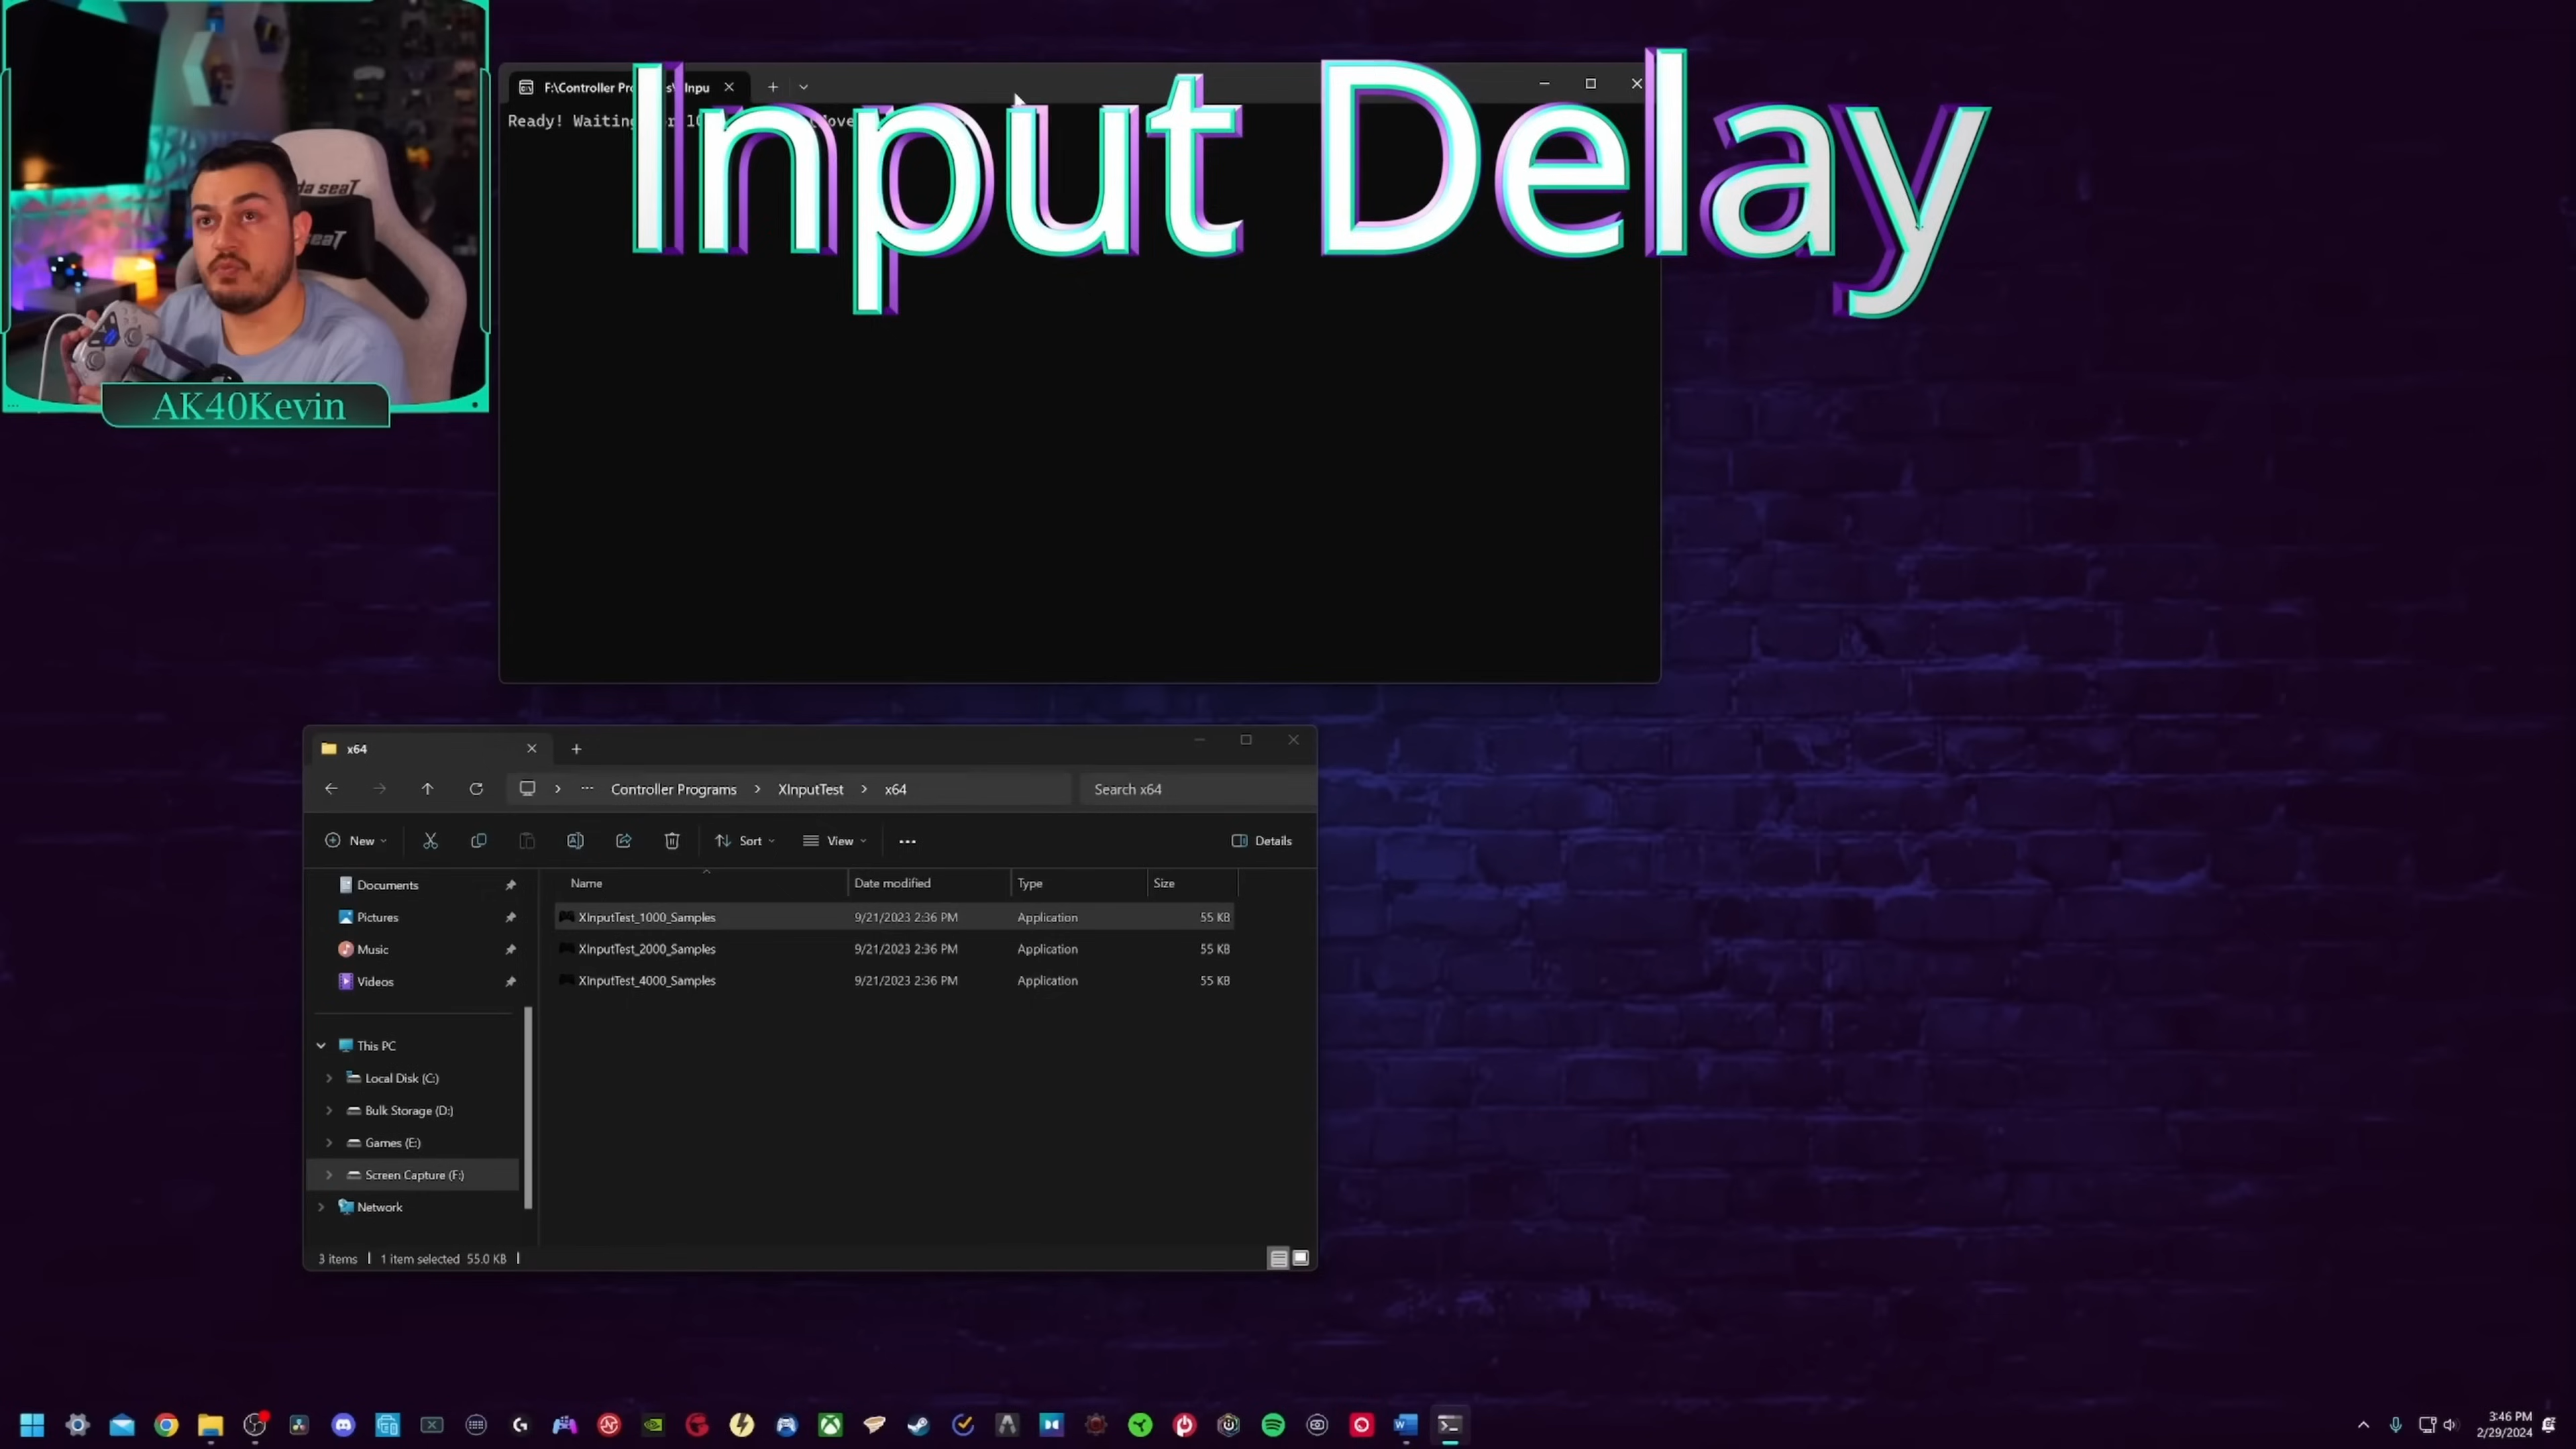 Input Delay
F:\Controller Pro
Inpu
Ready! Waiting
AK40Kevin
x64
Controller Programs > XInputTest > x64
Search x64
New
Sort
View
Details
Name
Date modified
Type
Size
Documents
Pictures
Music
Videos
XInputTest_1000_Samples 9/21/2023 2:36 PM Application 55 KB
XInputTest_2000_Samples 9/21/2023 2:36 PM Application 55 KB
XInputTest_4000_Samples 9/21/2023 2:36 PM Application 55 KB
This PC
Local Disk (C:)
Bulk Storage (D:)
Games (E:)
Screen Capture (F:)
Network
3 items | 1 item selected 55.0 KB |
3:46 PM
2/29/2024